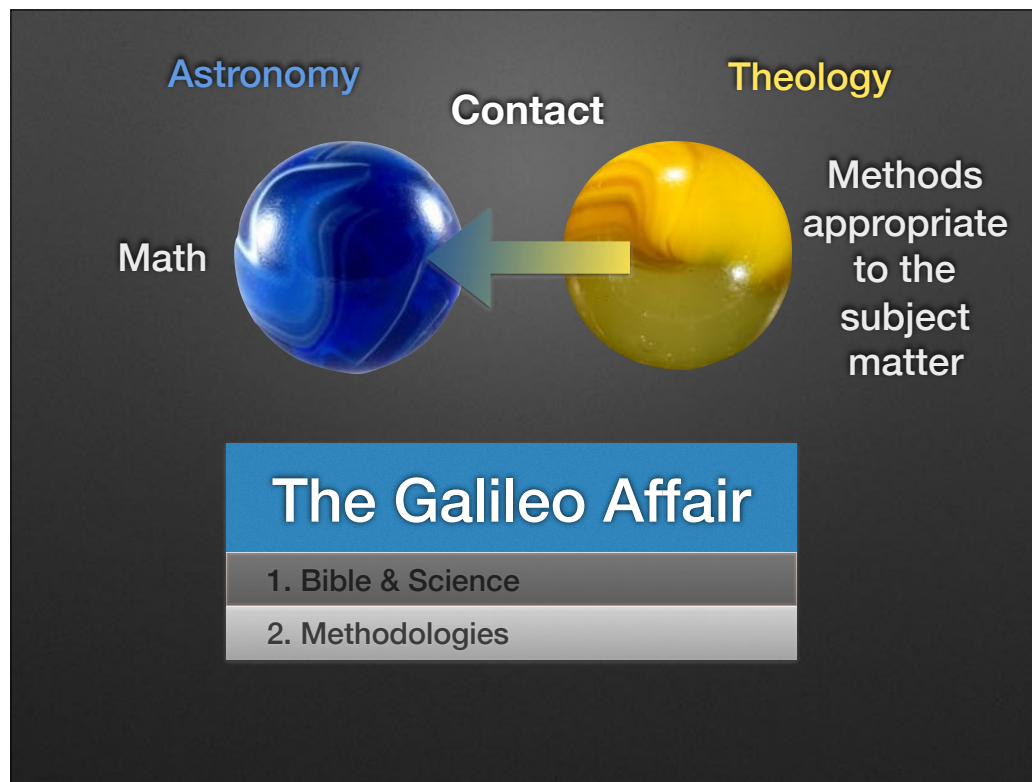 Astronomy
Theology
Contact
Math
Methods
appropriate
to the
subject
matter
The Galileo Affair
1. Bible & Science
2. Methodologies